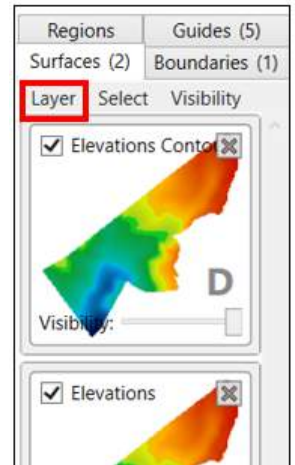 Regions Guides (5)
Surfaces (2) Boundaries (1)
Layer Select Visibility
Elevations Contou
D
Visibility:
Elevations